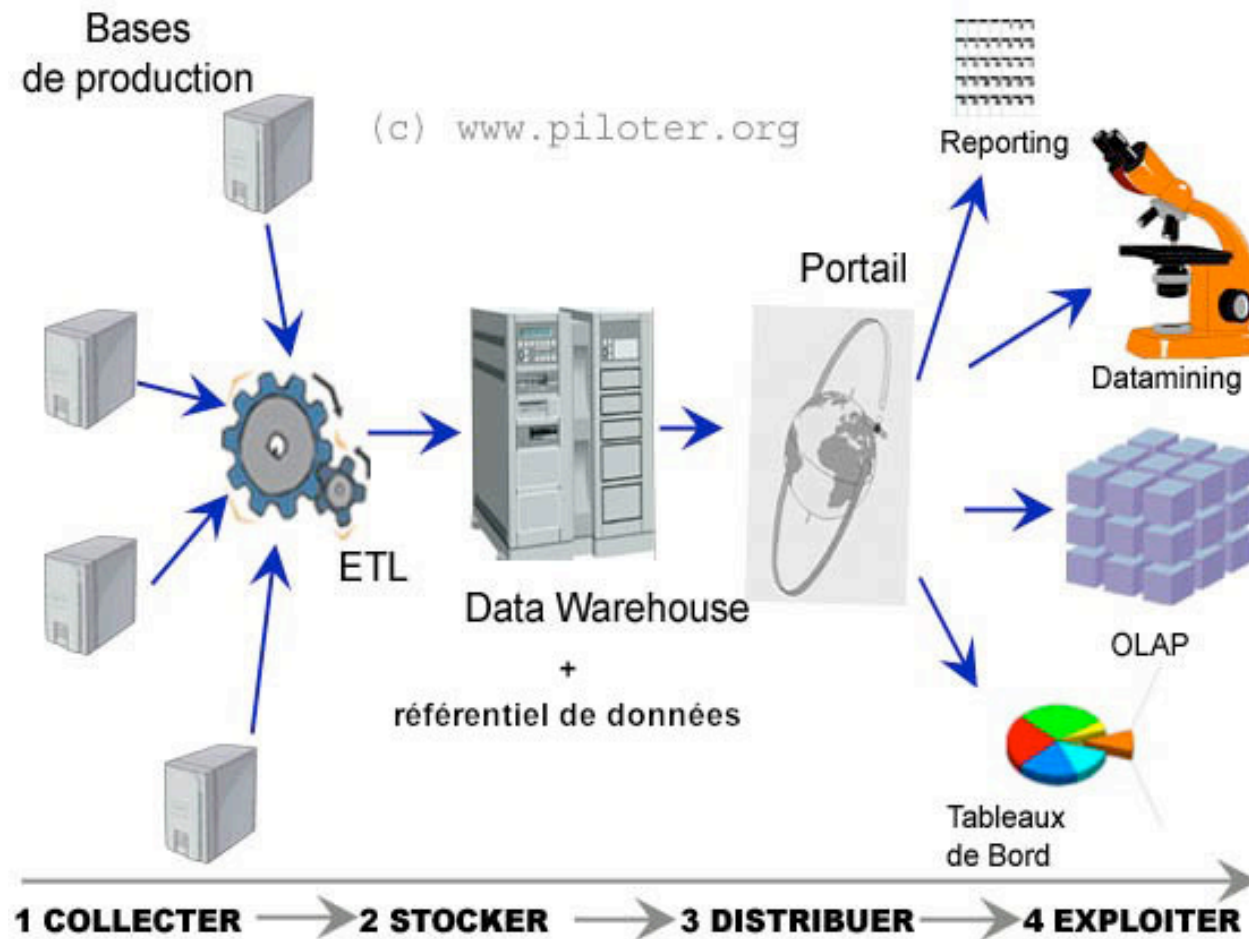 Bases
de production
(c) www.piloter.org
Reporting
Portail
Datamining
ETL
Data Warehouse
+
référentiel de données
OLAP
Tableaux
de Bord
1 COLLECTER
2 STOCKER
3 DISTRIBUER
4 EXPLOITER